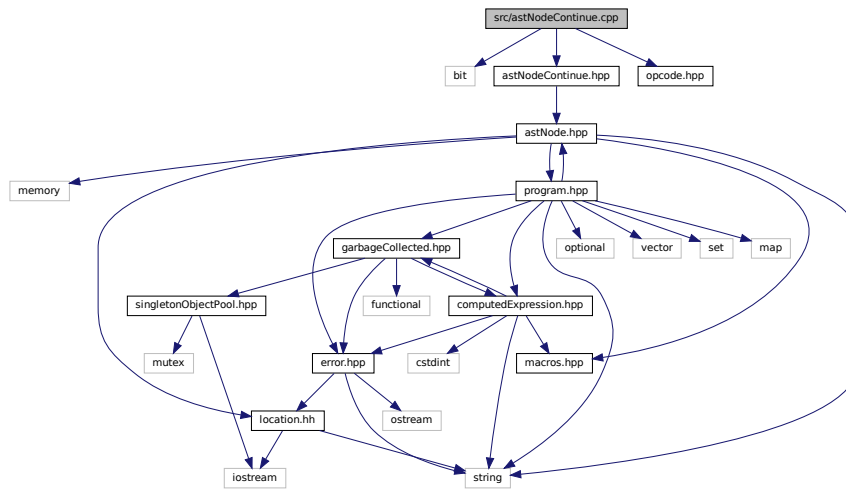 src/astNodeContinue.cpp
bit
astNodeContinue.hpp
opcode.hpp
astNode.hpp
memory
program.hpp
garbageCollected.hpp
optional
vector
set
map
singletonObjectPool.hpp
functional
computedExpression.hpp
mutex
error.hpp
cstdint
macros.hpp
location.hh
ostream
iostream
string